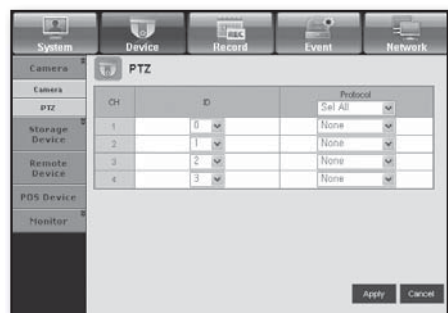 System Device Record Event Network
REC
Camera
Camera
PTZ
Storage
Device
Remote
Device
POS Device
Monitor
PTZ
CH ID Protocol
Sel All
1 0 None
2 1 None
3 2 None
4 3 None
Apply Cancel